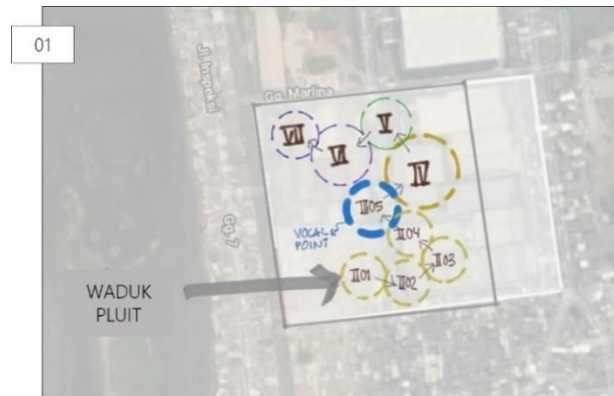 01
Jl. Inspeksi
Gg. Marlina
V
VII
VI
IV
II05
VOCAL
POINT
II04
Gg. 7
II03
II01
II02
WADUK
PLUIT